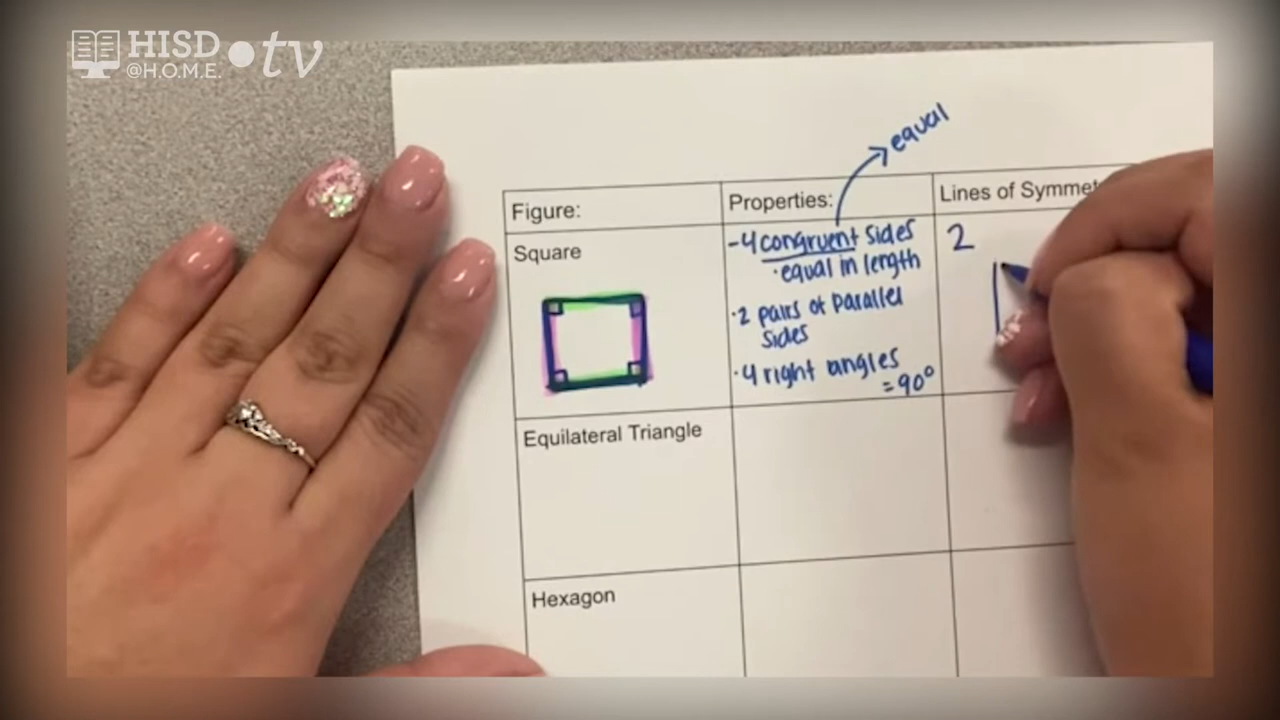 HISD
@H.O.M.E.
tv
equal
Figure:
Properties:
Lines of Symmet
Square
- 4 congruent sides
· equal in length
· 2 pairs of parallel
sides
· 4 right angles
= 90°
2
Equilateral Triangle
Hexagon